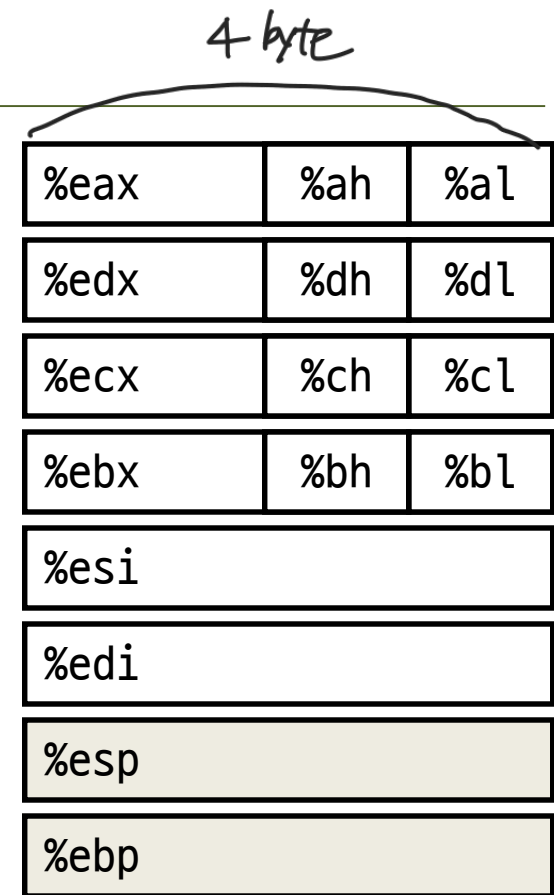 4 byte
%eax %ah %al
%edx %dh %dl
%ecx %ch %cl
%ebx %bh %bl
%esi
%edi
%esp
%ebp